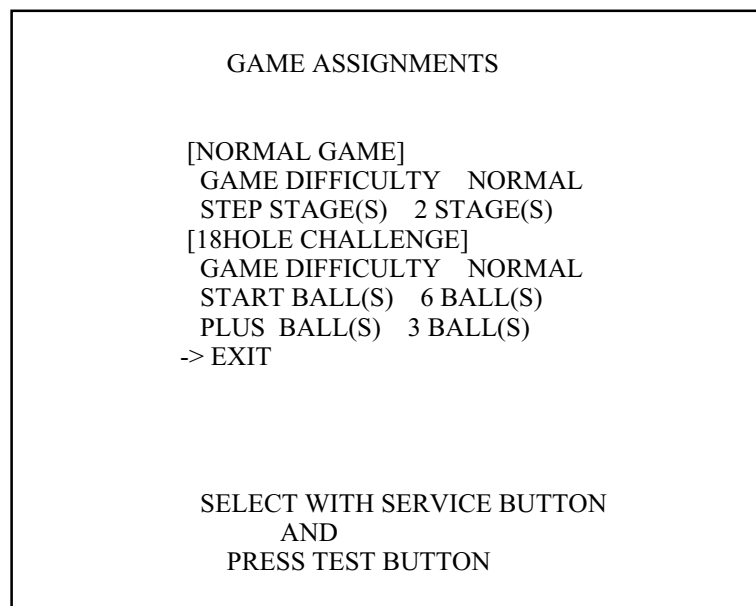 GAME ASSIGNMENTS
[NORMAL GAME]
GAME DIFFICULTY NORMAL
STEP STAGE(S) 2 STAGE(S)
[18HOLE CHALLENGE]
GAME DIFFICULTY NORMAL
START BALL(S) 6 BALL(S)
PLUS BALL(S) 3 BALL(S)
-> EXIT
SELECT WITH SERVICE BUTTON
AND
PRESS TEST BUTTON